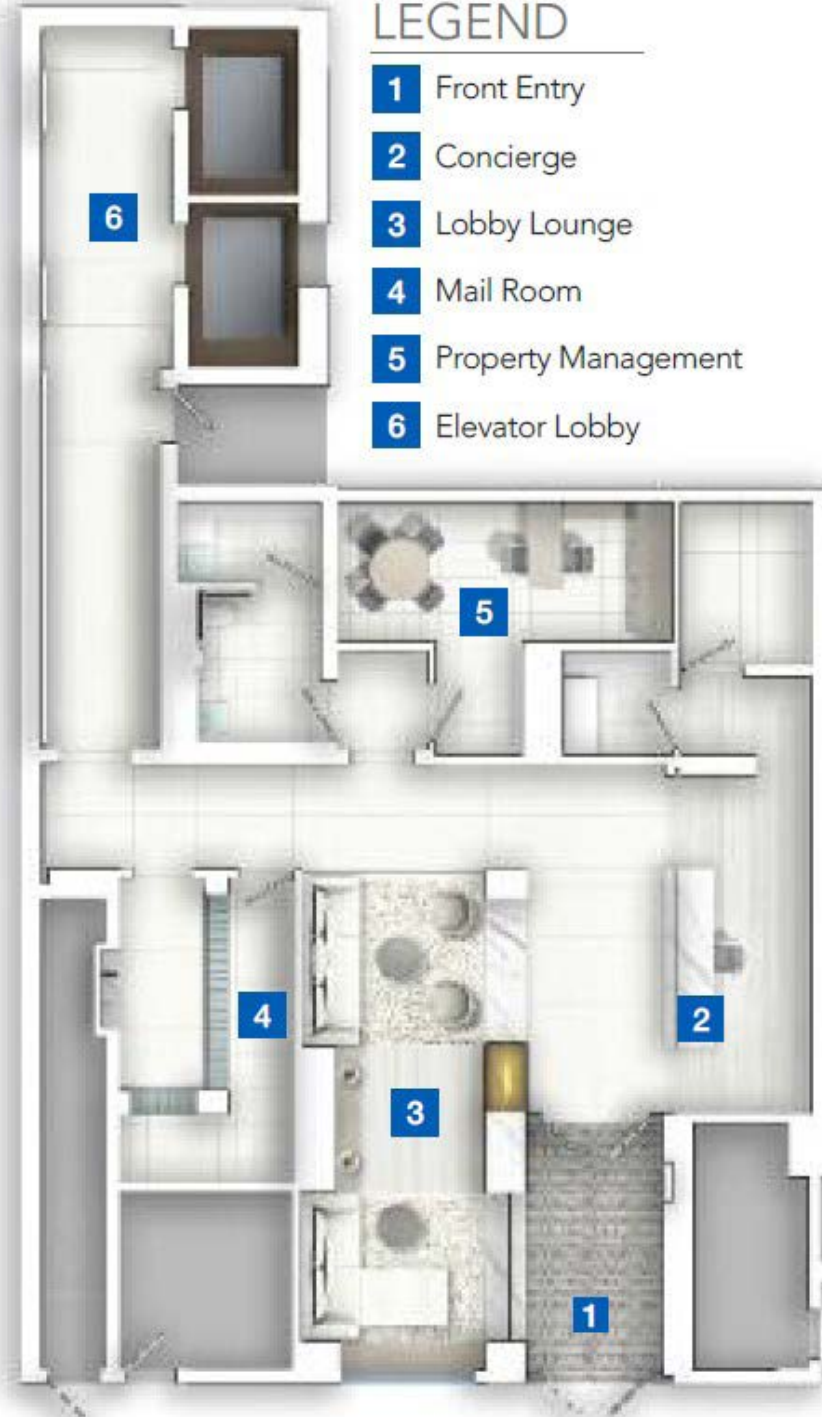 LEGEND
1 Front Entry
2 Concierge
3 Lobby Lounge
4 Mail Room
5 Property Management
6 Elevator Lobby
6
5
4
2
3
1